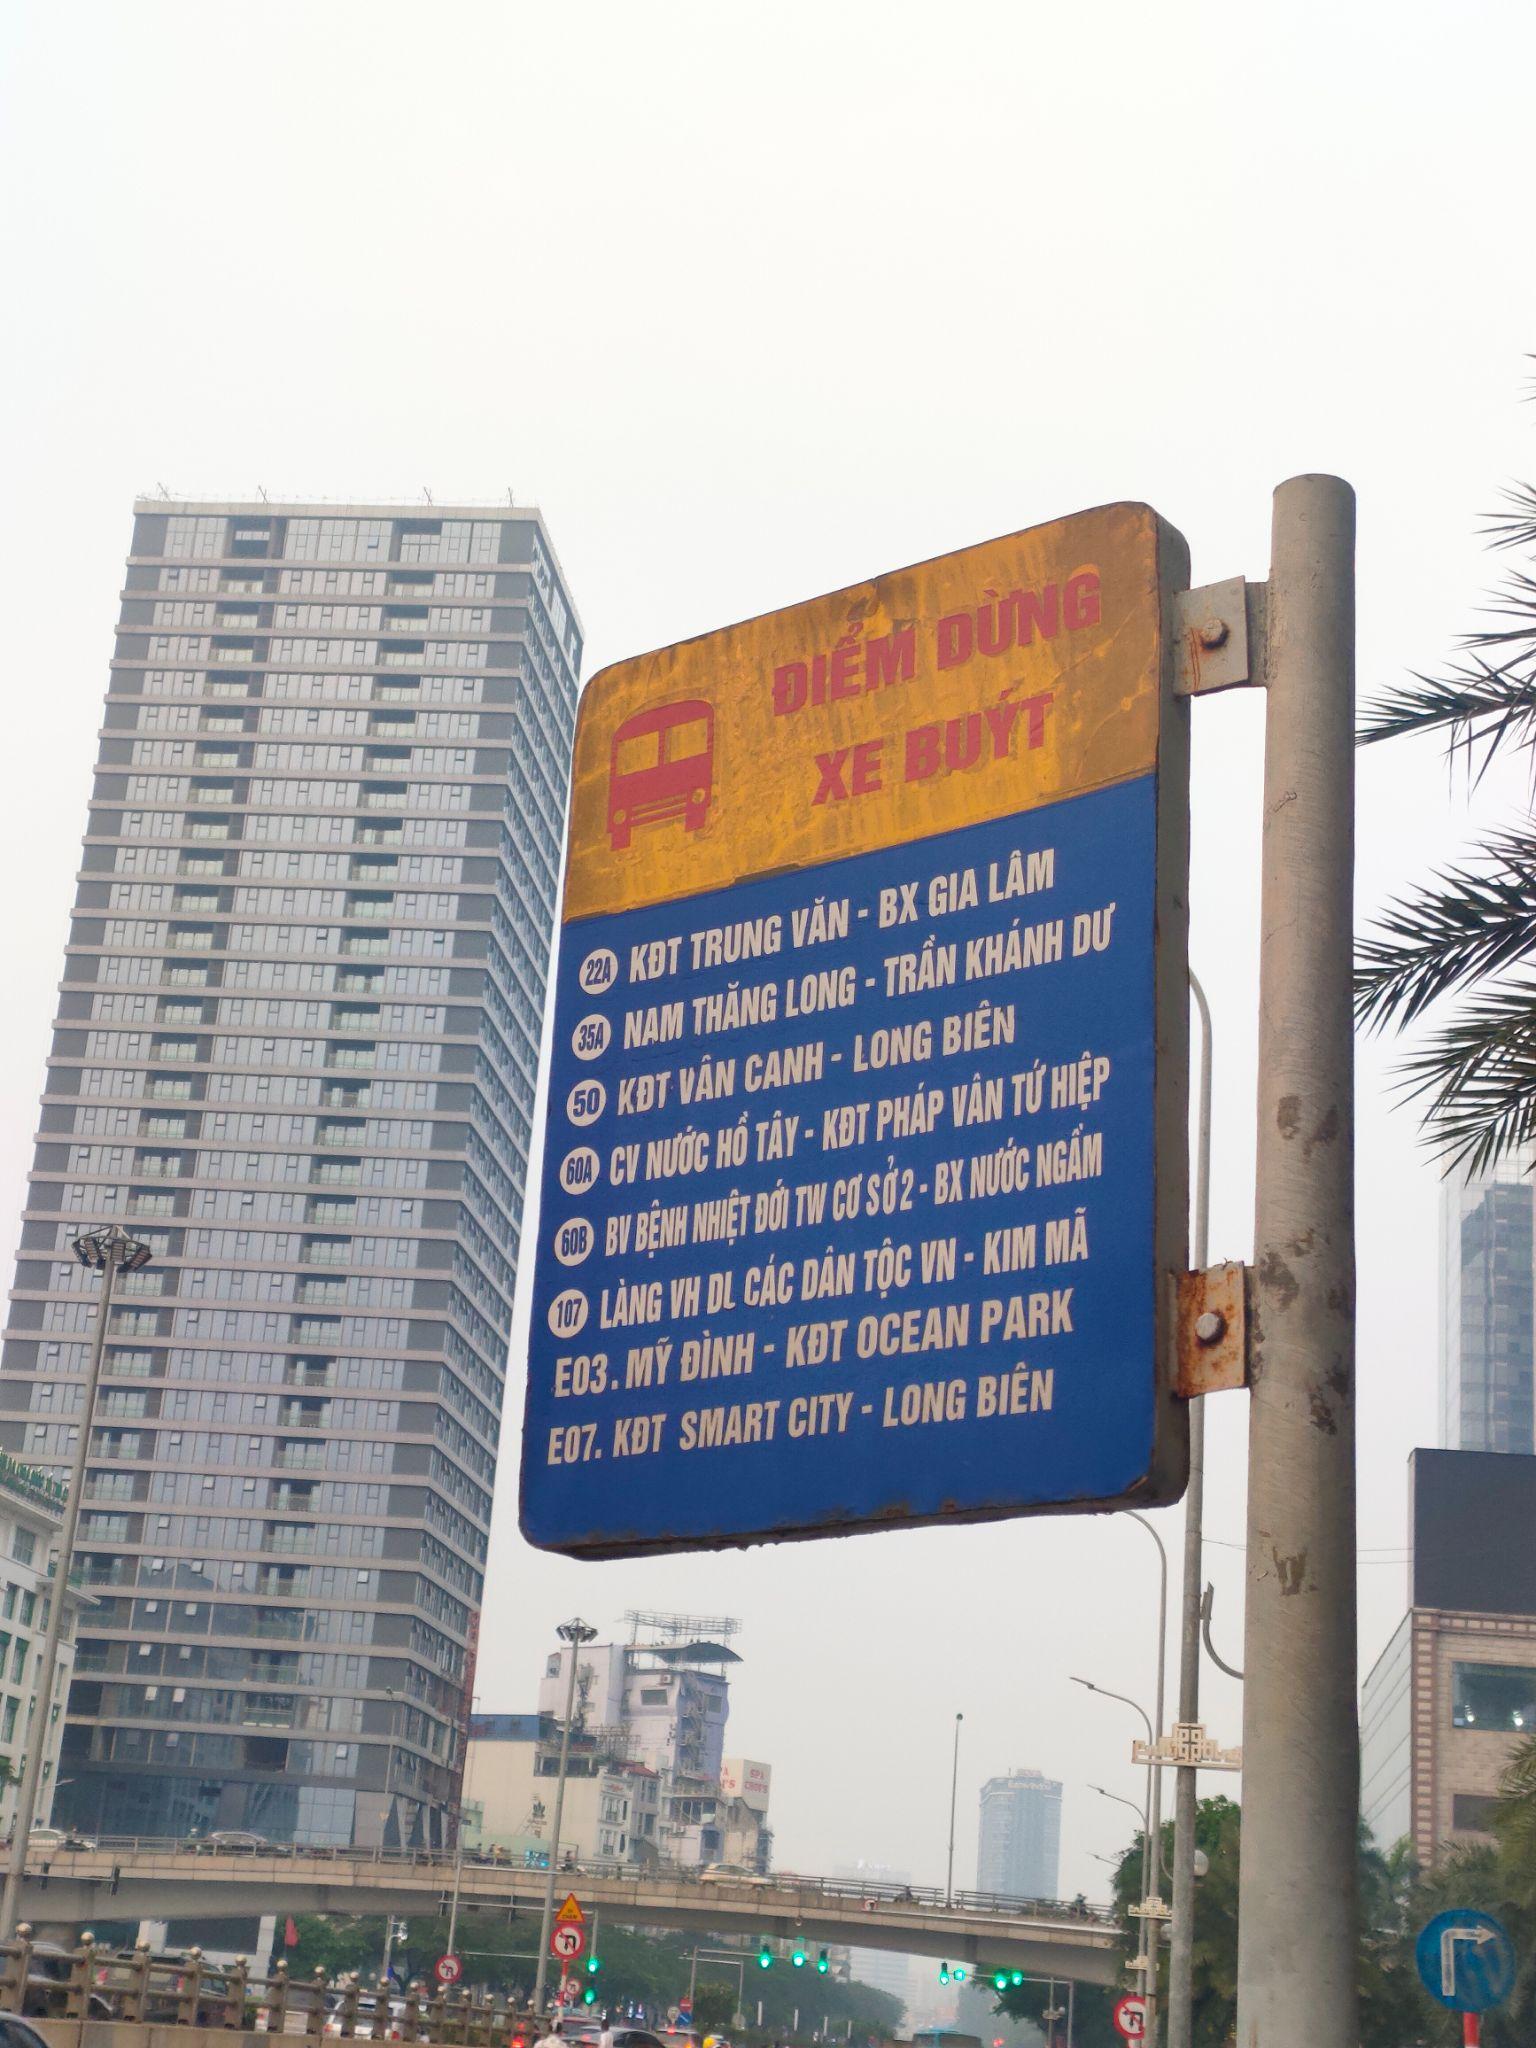 ĐIỂM DỪNG
XE BUÝT
22A KĐT TRUNG VĂN - BX GIA LÂM
35A NAM THĂNG LONG - TRẦN KHÁNH DƯ
50 KĐT VÂN CANH - LONG BIÊN
60A CV NƯỚC HỒ TÂY - KĐT PHÁP VÂN TỨ HIỆP
60B BV BỆNH NHIỆT ĐỚI TW CƠ SỞ 2 - BX NƯỚC NGẦM
107 LÀNG VH DL CÁC DÂN TỘC VN - KIM MÃ
E03. MỸ ĐÌNH - KĐT OCEAN PARK
E07. KĐT SMART CITY - LONG BIÊN
SPA